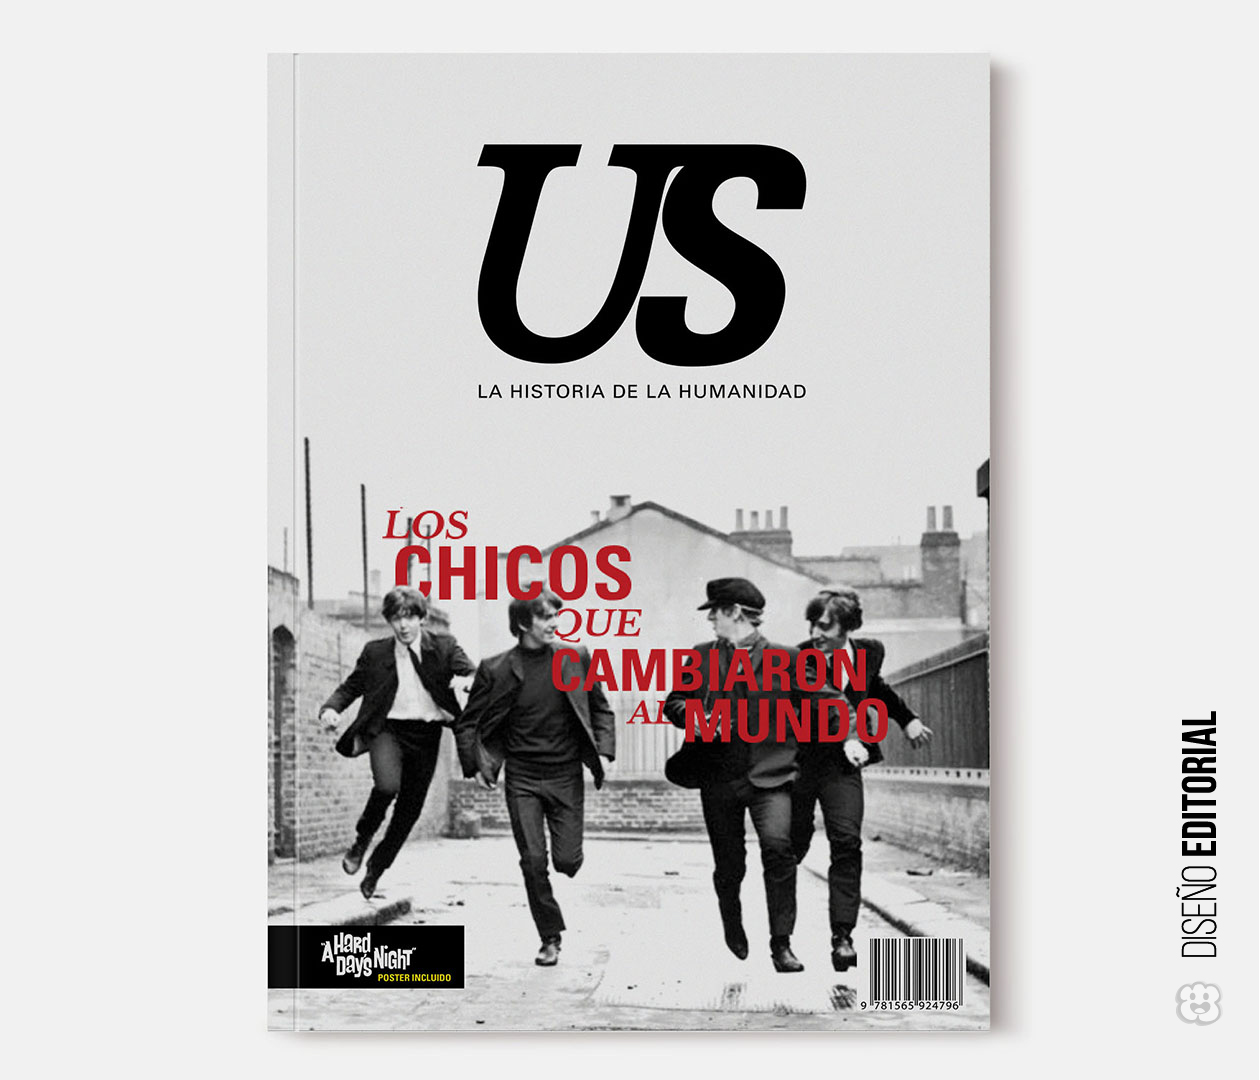 US
LA HISTORIA DE LA HUMANIDAD
LOS
CHICOS
QUE
CAMBIARON
AL MUNDO
"A HARD
DAY'S NIGHT"
POSTER INCLUIDO
9 781565 924796
DISEÑO EDITORIAL